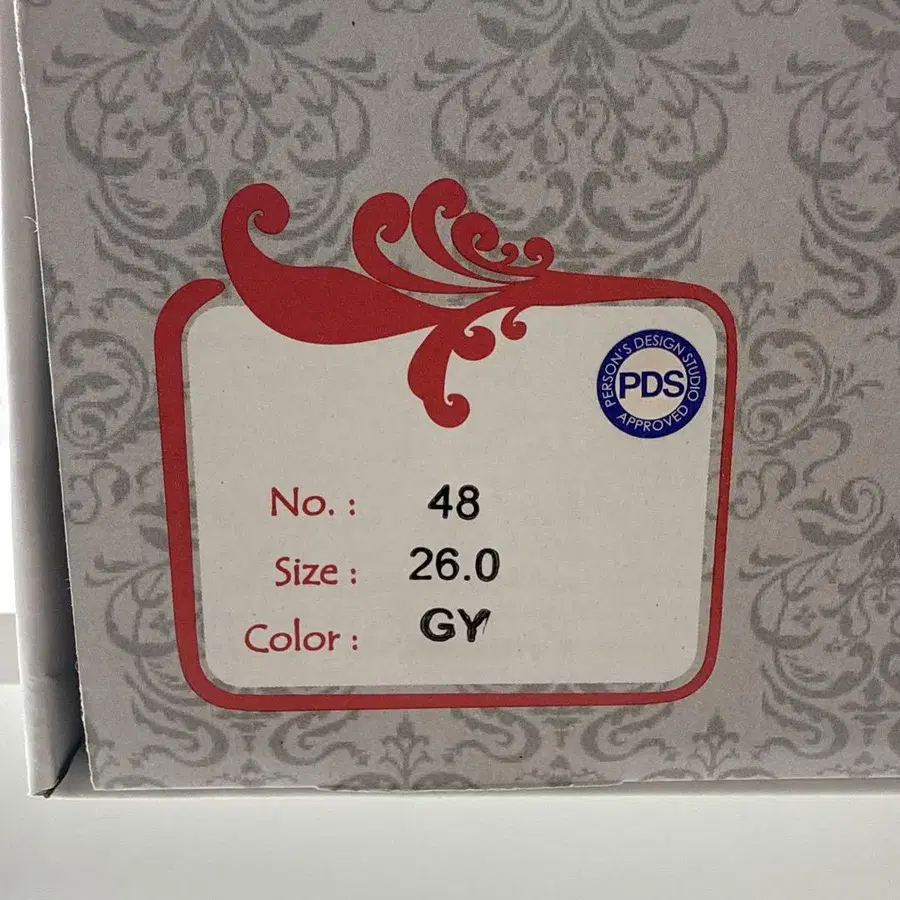 PERSON'S DESIGN STUDIO
PDS
APPROVED
No. : 48
Size : 26.0
Color : GY